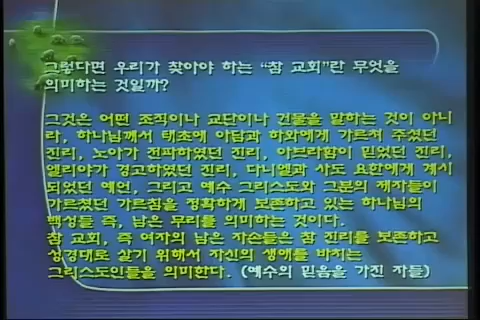 그렇다면 우리가 찾아야 하는 “참 교회”란 무엇을
의미하는 것일까?
그것은 어떤 조직이나 교단이나 건물을 말하는 것이 아니
라, 하나님께서 태초에 아담과 하와에게 가르쳐 주셨던
진리, 노아가 전파하였던 진리, 아브라함이 믿었던 진리,
엘리야가 경고하였던 진리, 다니엘과 사도 요한에게 계시
되었던 예언, 그리고 예수 그리스도와 그분의 제자들이
가르쳤던 가르침을 정확하게 보존하고 있는 하나님의
백성들 즉, 남은 무리를 의미하는 것이다.
참 교회, 즉 여자의 남은 자손들은 참 진리를 보존하고
성경대로 살기 위해서 자신의 생애를 바치는
그리스도인들을 의미한다. (예수의 믿음을 가진 자들)